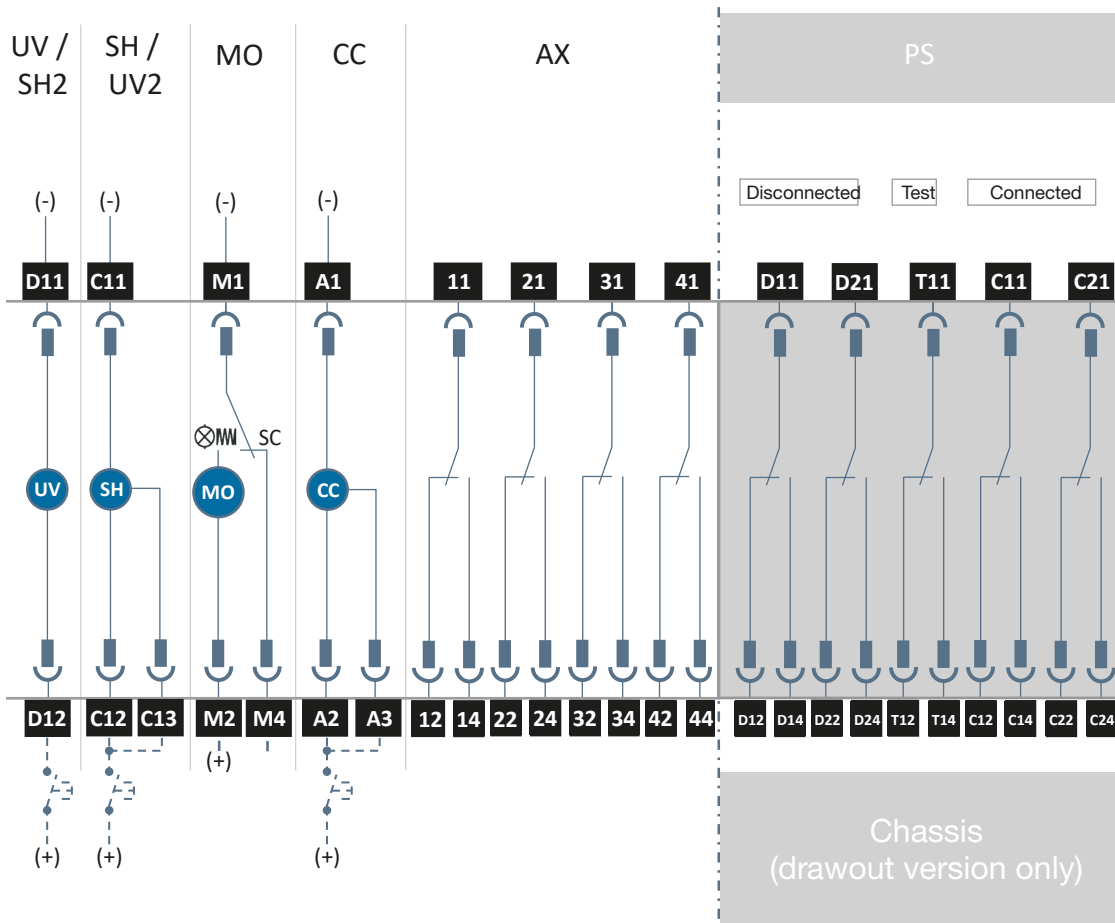 UV /
SH2
SH /
UV2
MO
CC
AX
PS
Disconnected
Test
Connected
(-)
(-)
(-)
(-)
D11
C11
M1
A1
11
21
31
41
D11
D21
T11
C11
C21
SC
UV
SH
MO
CC
D12
C12
C13
M2
M4
A2
A3
12
14
22
24
32
34
42
44
D12
D14
D22
D24
T12
T14
C12
C14
C22
C24
(+)
(+)
(+)
(+)
Chassis
(drawout version only)